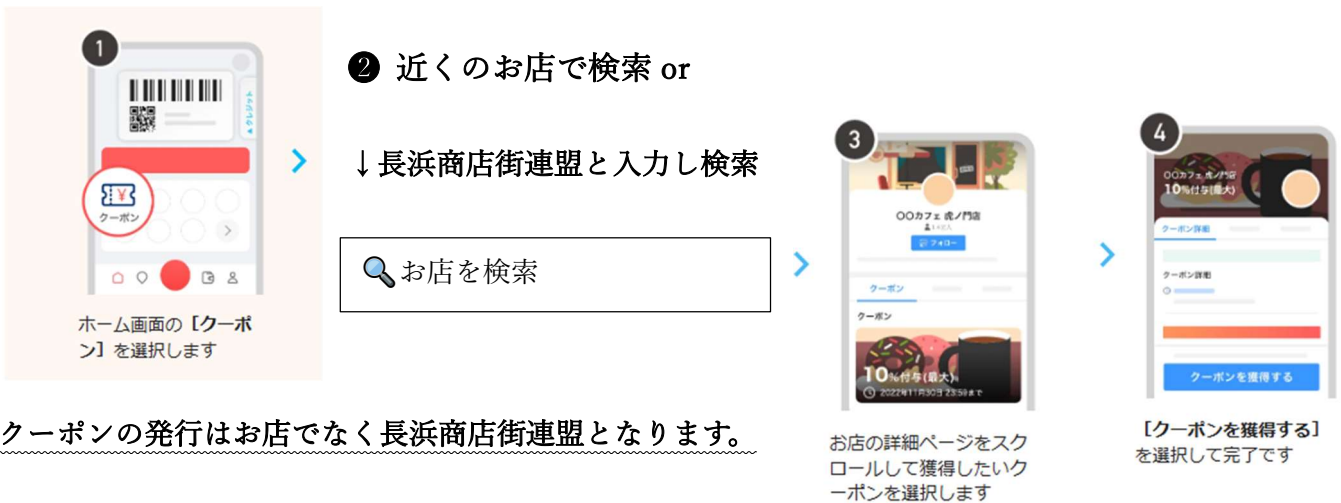 1
クレジット
クーポン
ホーム画面の［クーポ
ン］を選択します
❷ 近くのお店で検索 or
↓長浜商店街連盟と入力し検索
🔍お店を検索
クーポンの発行はお店でなく長浜商店街連盟となります。
3
〇〇カフェ 虎ノ門店
フォロー
クーポン
クーポン
10%付与(最大)
2022年11月30日 23:59まで
お店の詳細ページをスク
ロールして獲得したいク
ーポンを選択します
4
〇〇カフェ 虎ノ門店
10%付与(最大)
クーポン詳細
クーポン詳細
クーポンを獲得する
［クーポンを獲得する］
を選択して完了です